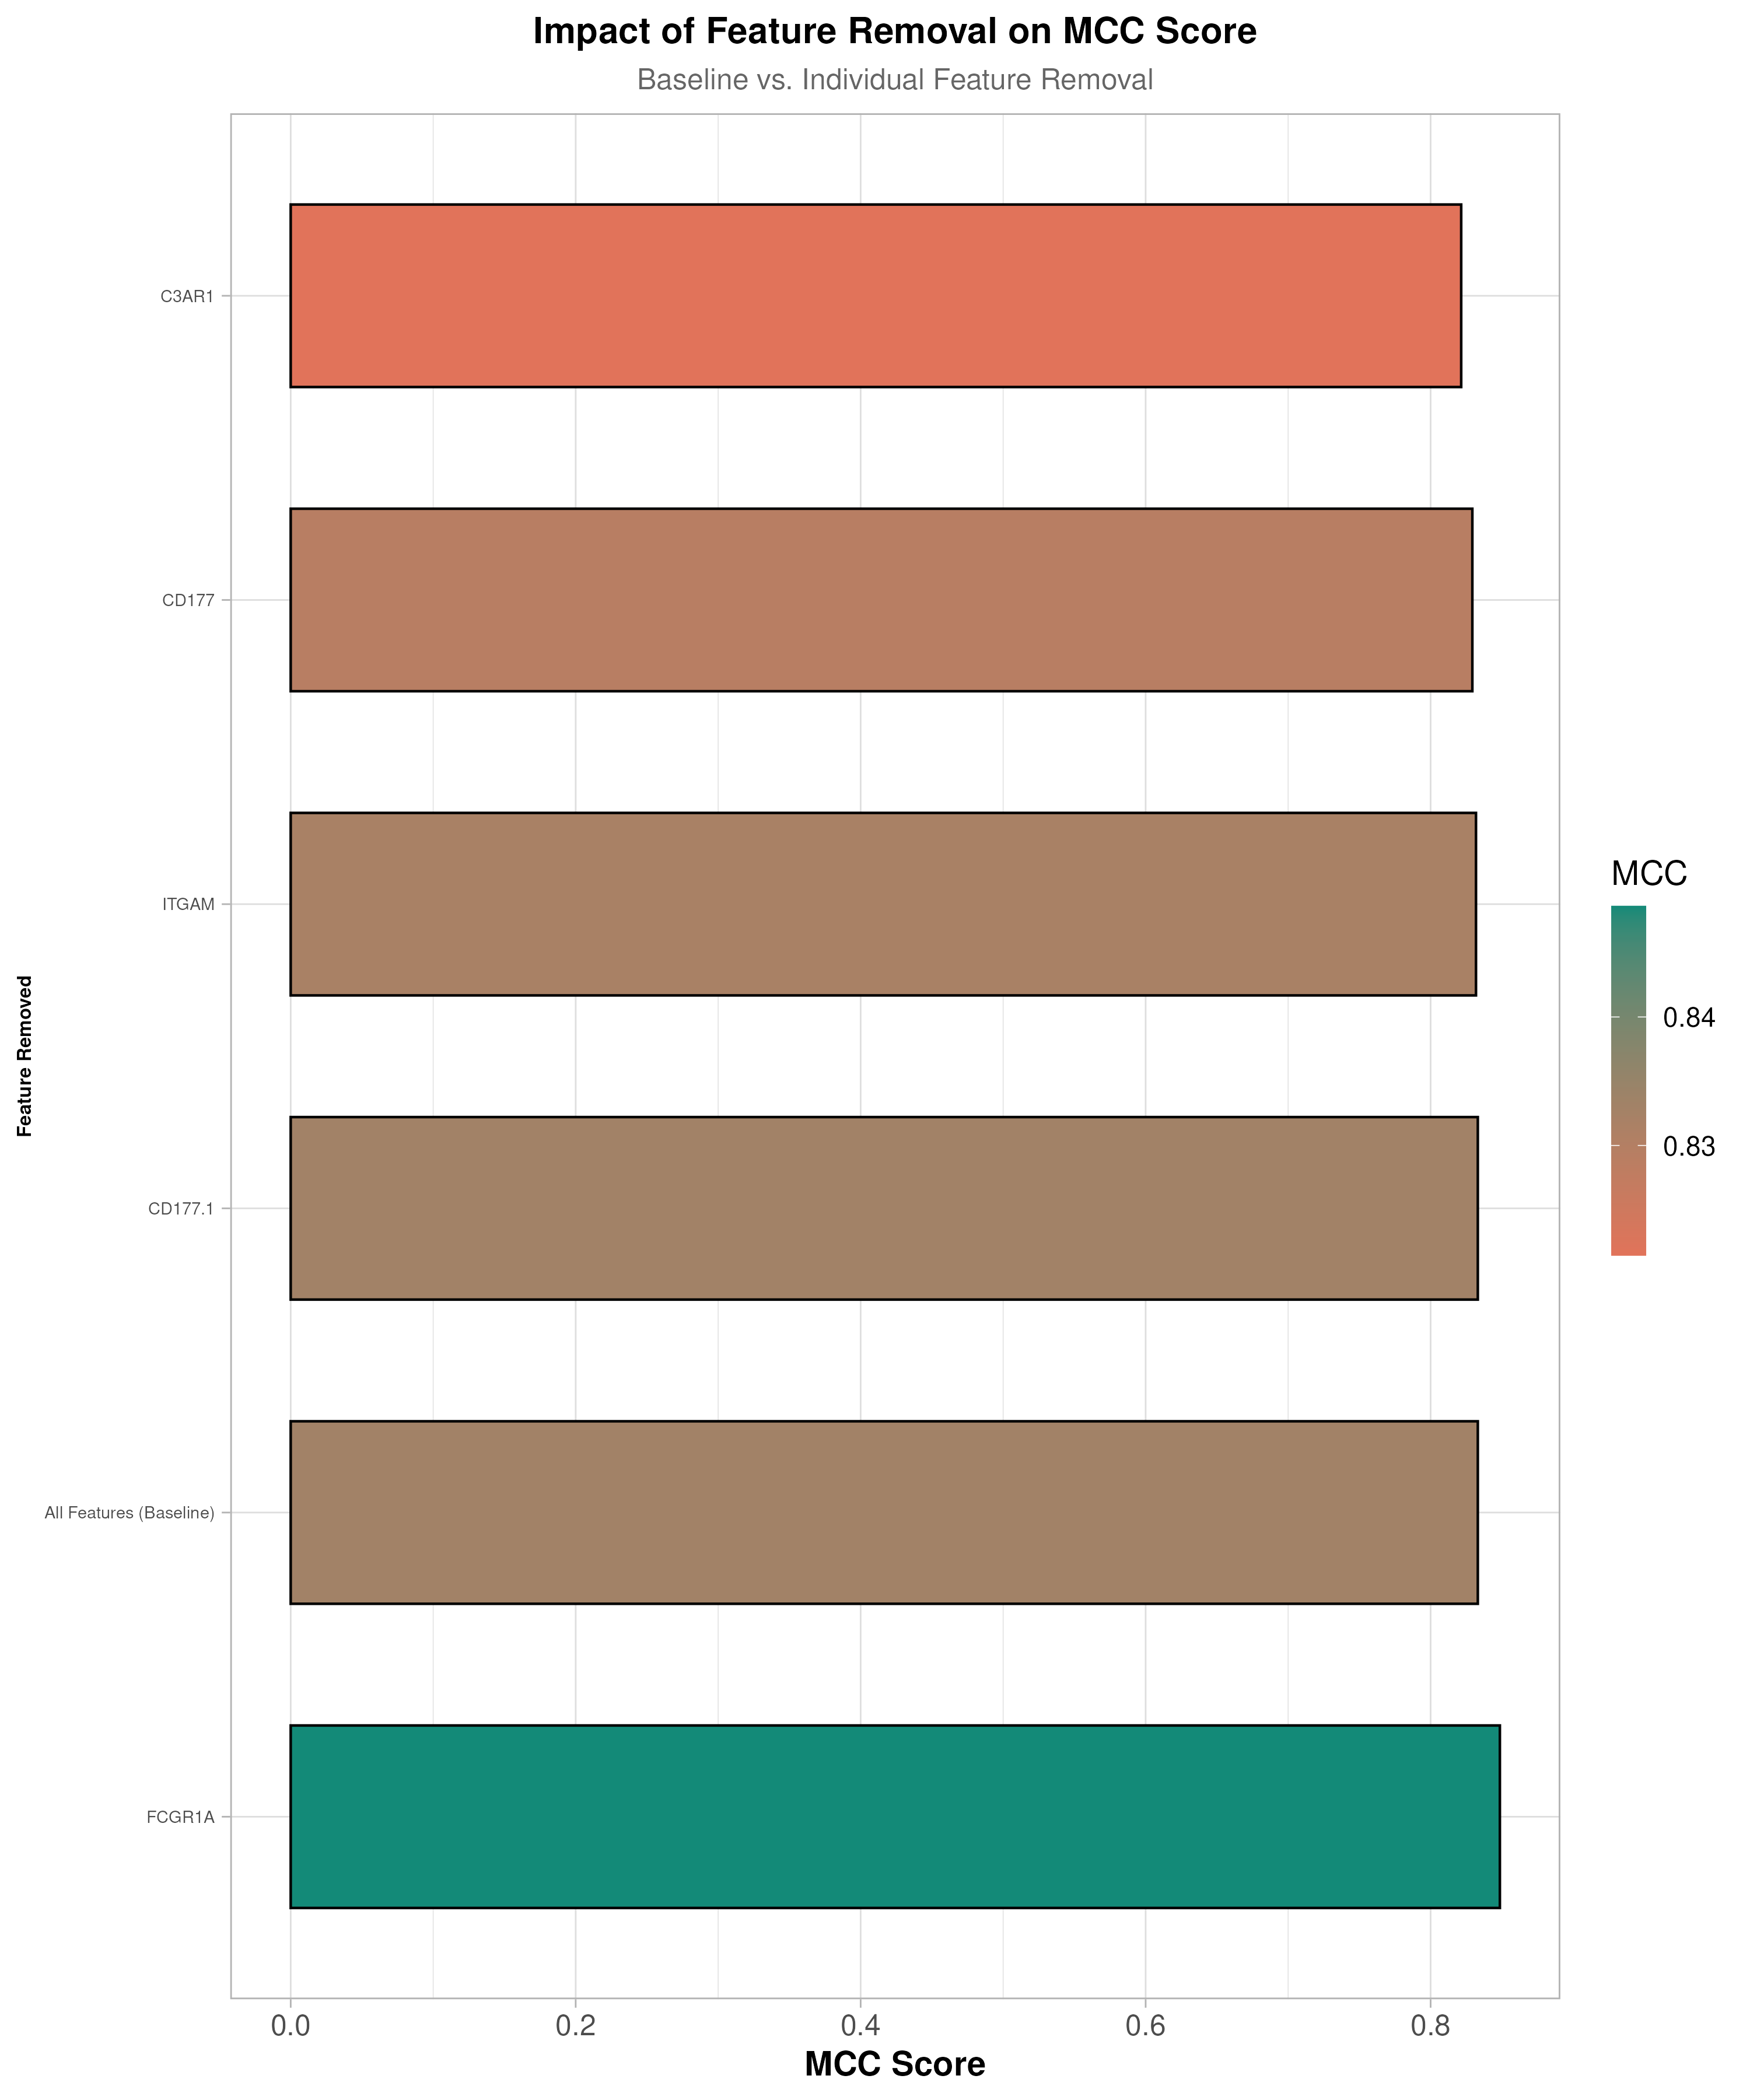 Impact of Feature Removal on MCC Score
Baseline vs. Individual Feature Removal
Feature Removed
C3AR1
CD177
ITGAM
CD177.1
All Features (Baseline)
FCGR1A
0.0 0.2 0.4 0.6 0.8
MCC Score
MCC
0.84
0.83